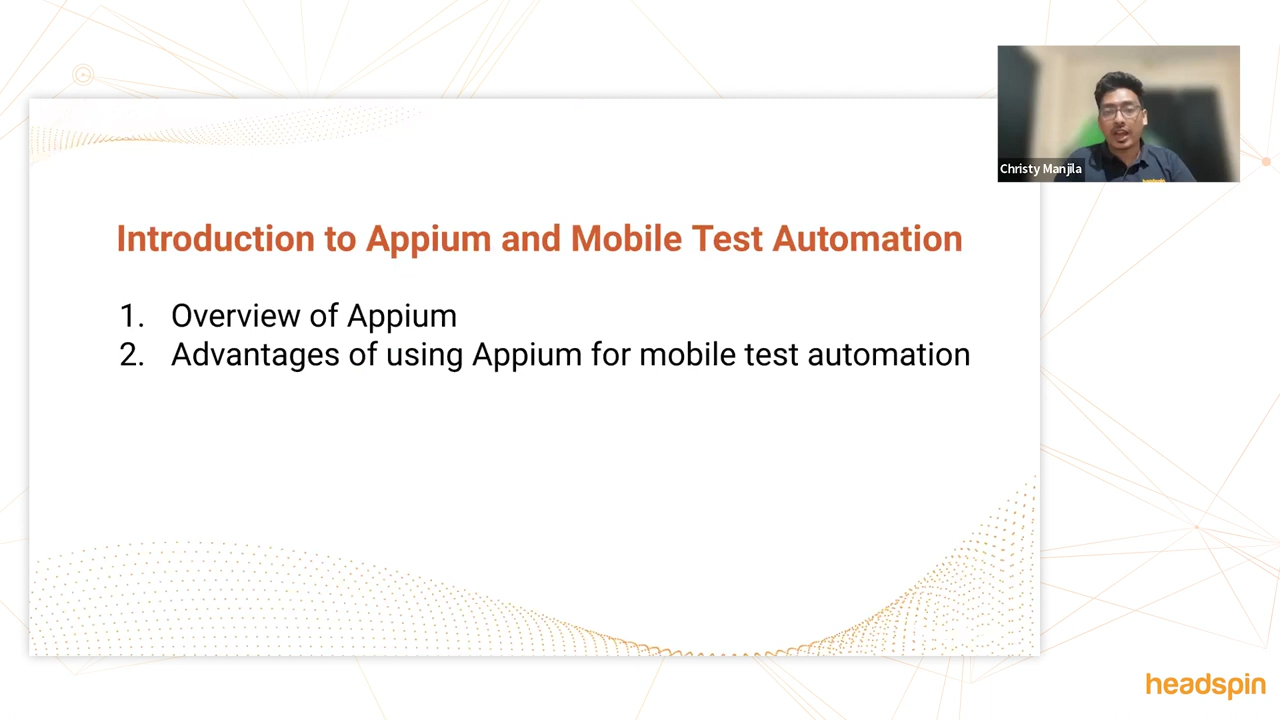 Introduction to Appium and Mobile Test Automation
1. Overview of Appium
2. Advantages of using Appium for mobile test automation
Christy Manjila
headspin